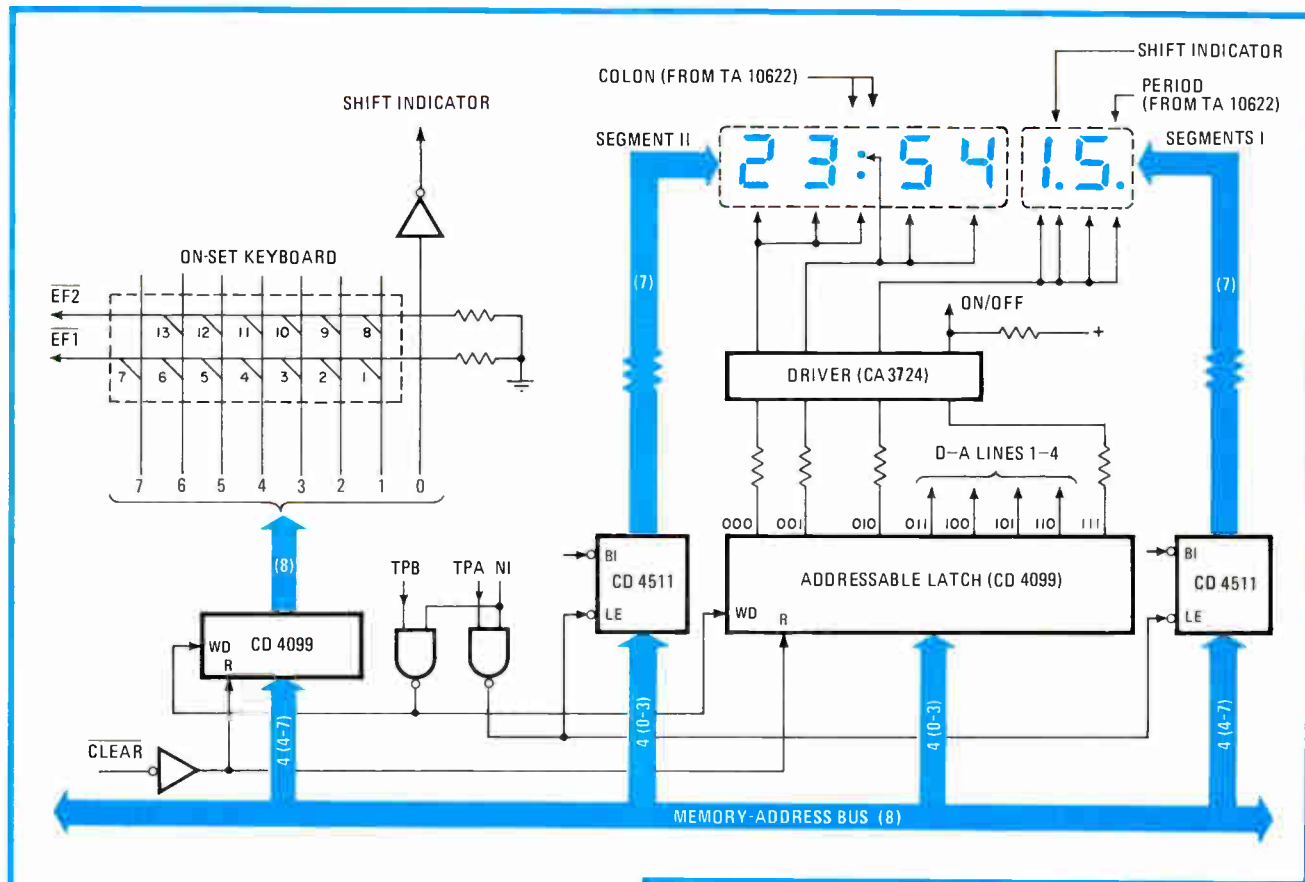 SHIFT INDICATOR
COLON (FROM TA 10622)
PERIOD
(FROM TA 10622)
SHIFT INDICATOR
SEGMENT II
23:54
1.5.
SEGMENTS I
ON-SET KEYBOARD
EF2
EF1
13 12 11 10 9 8
7 6 5 4 3 2 1
7 6 5 4 3 2 1 0
(7)
ON/OFF
+
(7)
DRIVER (CA3724)
D-A LINES 1-4
000 001 010 011 100 101 110 111
(8)
TPB TPA NI
BI
CD 4511
LE
ADDRESSABLE LATCH (CD 4099)
WD
R
BI
CD 4511
LE
WD
CD 4099
R
CLEAR
4 (4-7)
4 (0-3)
4 (0-3)
4 (4-7)
MEMORY-ADDRESS BUS (8)